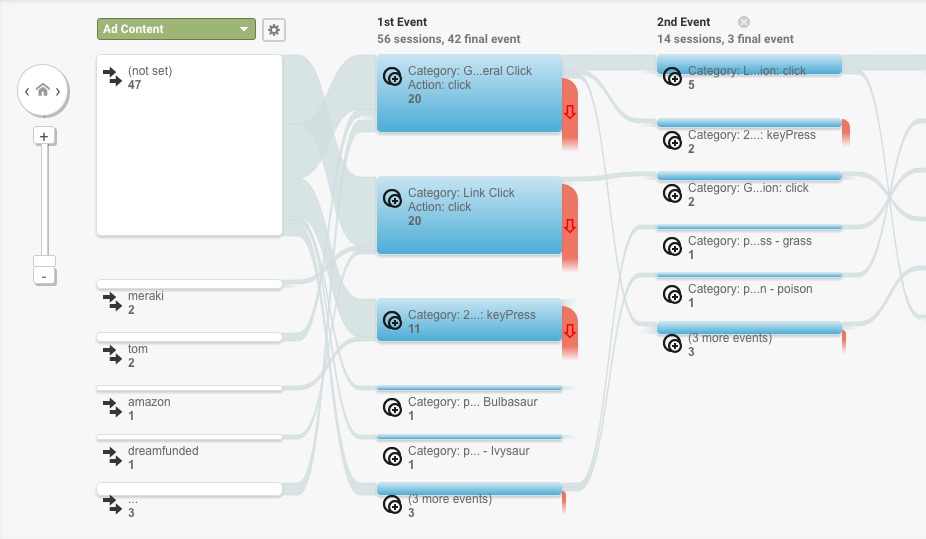 Ad Content
(not set)
47
meraki
2
tom
2
amazon
1
dreamfunded
1
...
3
+
-
1st Event
56 sessions, 42 final event
Category: G...eral Click
Action: click
20
Category: Link Click
Action: click
20
Category: 2...: keyPress
11
Category: p... Bulbasaur
1
Category: p... - Ivysaur
1
(3 more events)
3
2nd Event
14 sessions, 3 final event
Category: L...ion: click
5
Category: 2...: keyPress
2
Category: G...ion: click
2
Category: p...ss - grass
1
Category: p...n - poison
1
(3 more events)
3